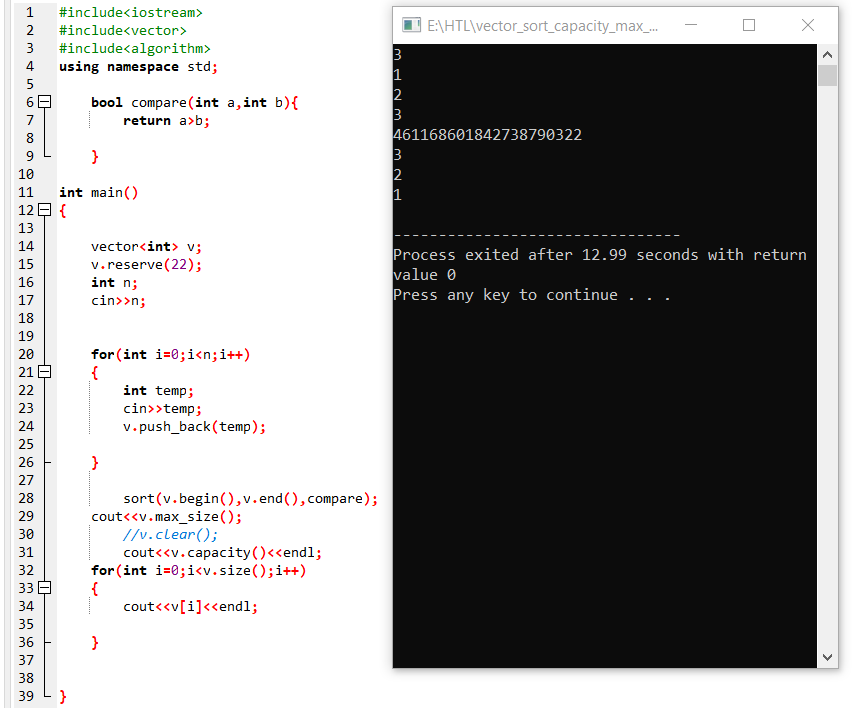 1 #include<iostream>
2 #include<vector>
3 #include<algorithm>
4 using namespace std;
5
6 bool compare(int a,int b){
7 return a>b;
8
9 }
10
11 int main()
12 {
13
14 vector<int> v;
15 v.reserve(22);
16 int n;
17 cin>>n;
18
19
20 for(int i=0;i<n;i++)
21 {
22 int temp;
23 cin>>temp;
24 v.push_back(temp);
25
26 }
27
28 sort(v.begin(),v.end(),compare);
29 cout<<v.max_size();
30 //v.clear();
31 cout<<v.capacity()<<endl;
32 for(int i=0;i<v.size();i++)
33 {
34 cout<<v[i]<<endl;
35
36 }
37
38
39 }
E:\HTL\vector_sort_capacity_max_...
3
1
2
3
461168601842738790322
3
2
1
--------------------------------
Process exited after 12.99 seconds with return
value 0
Press any key to continue . . .